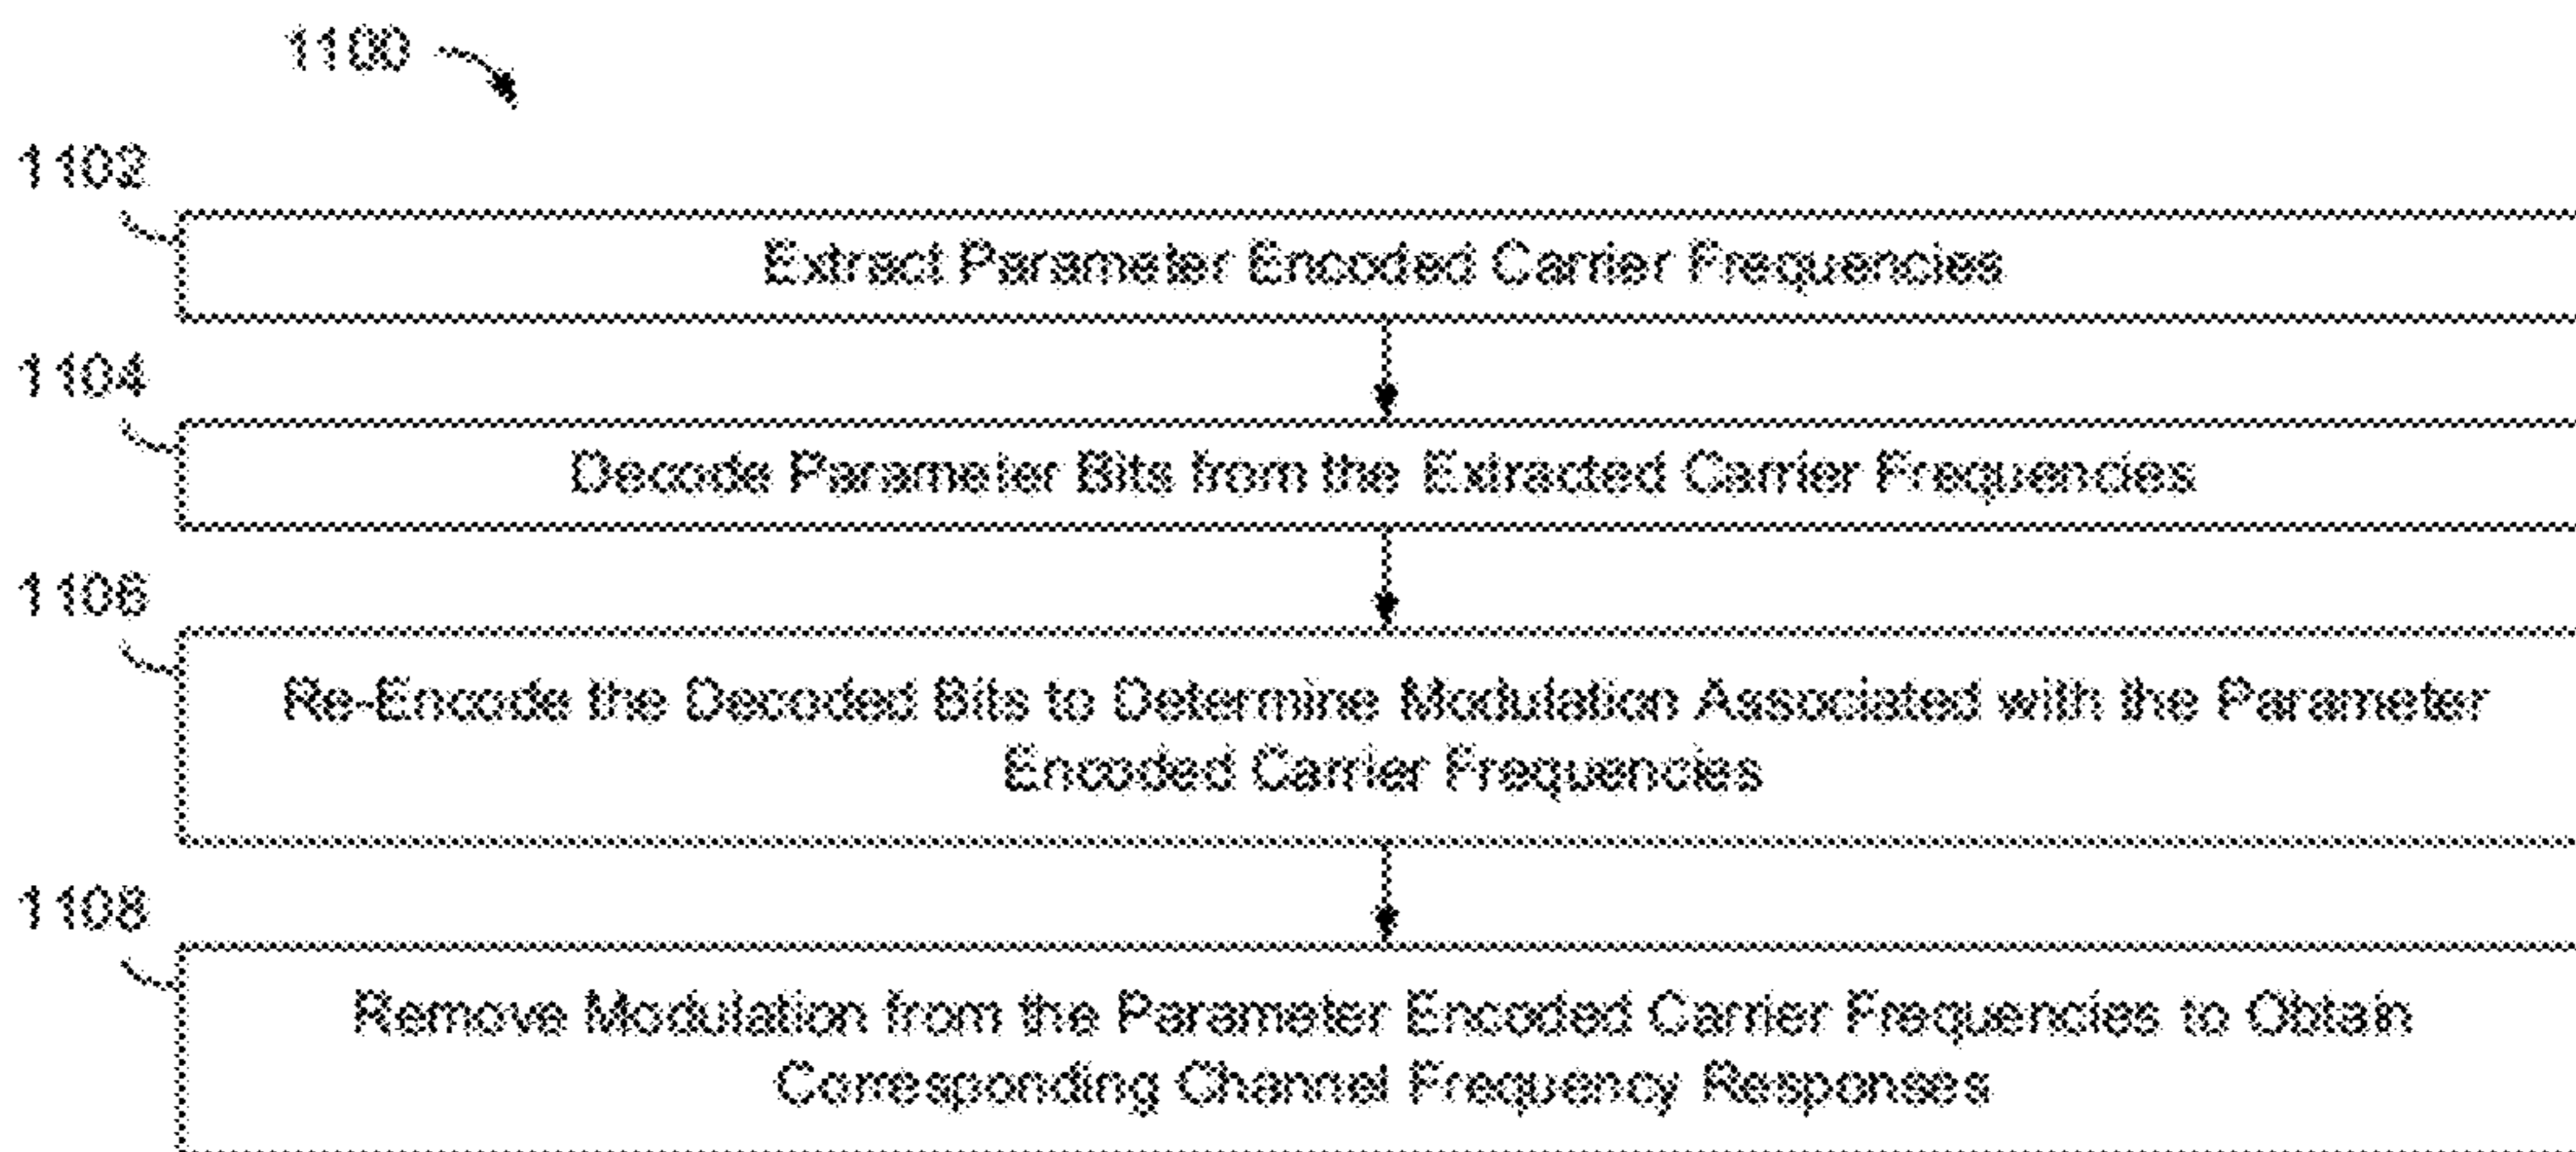 1100
1102
Extract Parameter Encoded Carrier Frequencies
1104
Decode Parameter Bits from the Extracted Carrier Frequencies
1106
Re-Encode the Decoded Bits to Determine Modulation Associated with the Parameter
Encoded Carrier Frequencies
1108
Remove Modulation from the Parameter Encoded Carrier Frequencies to Obtain
Corresponding Channel Frequency Responses